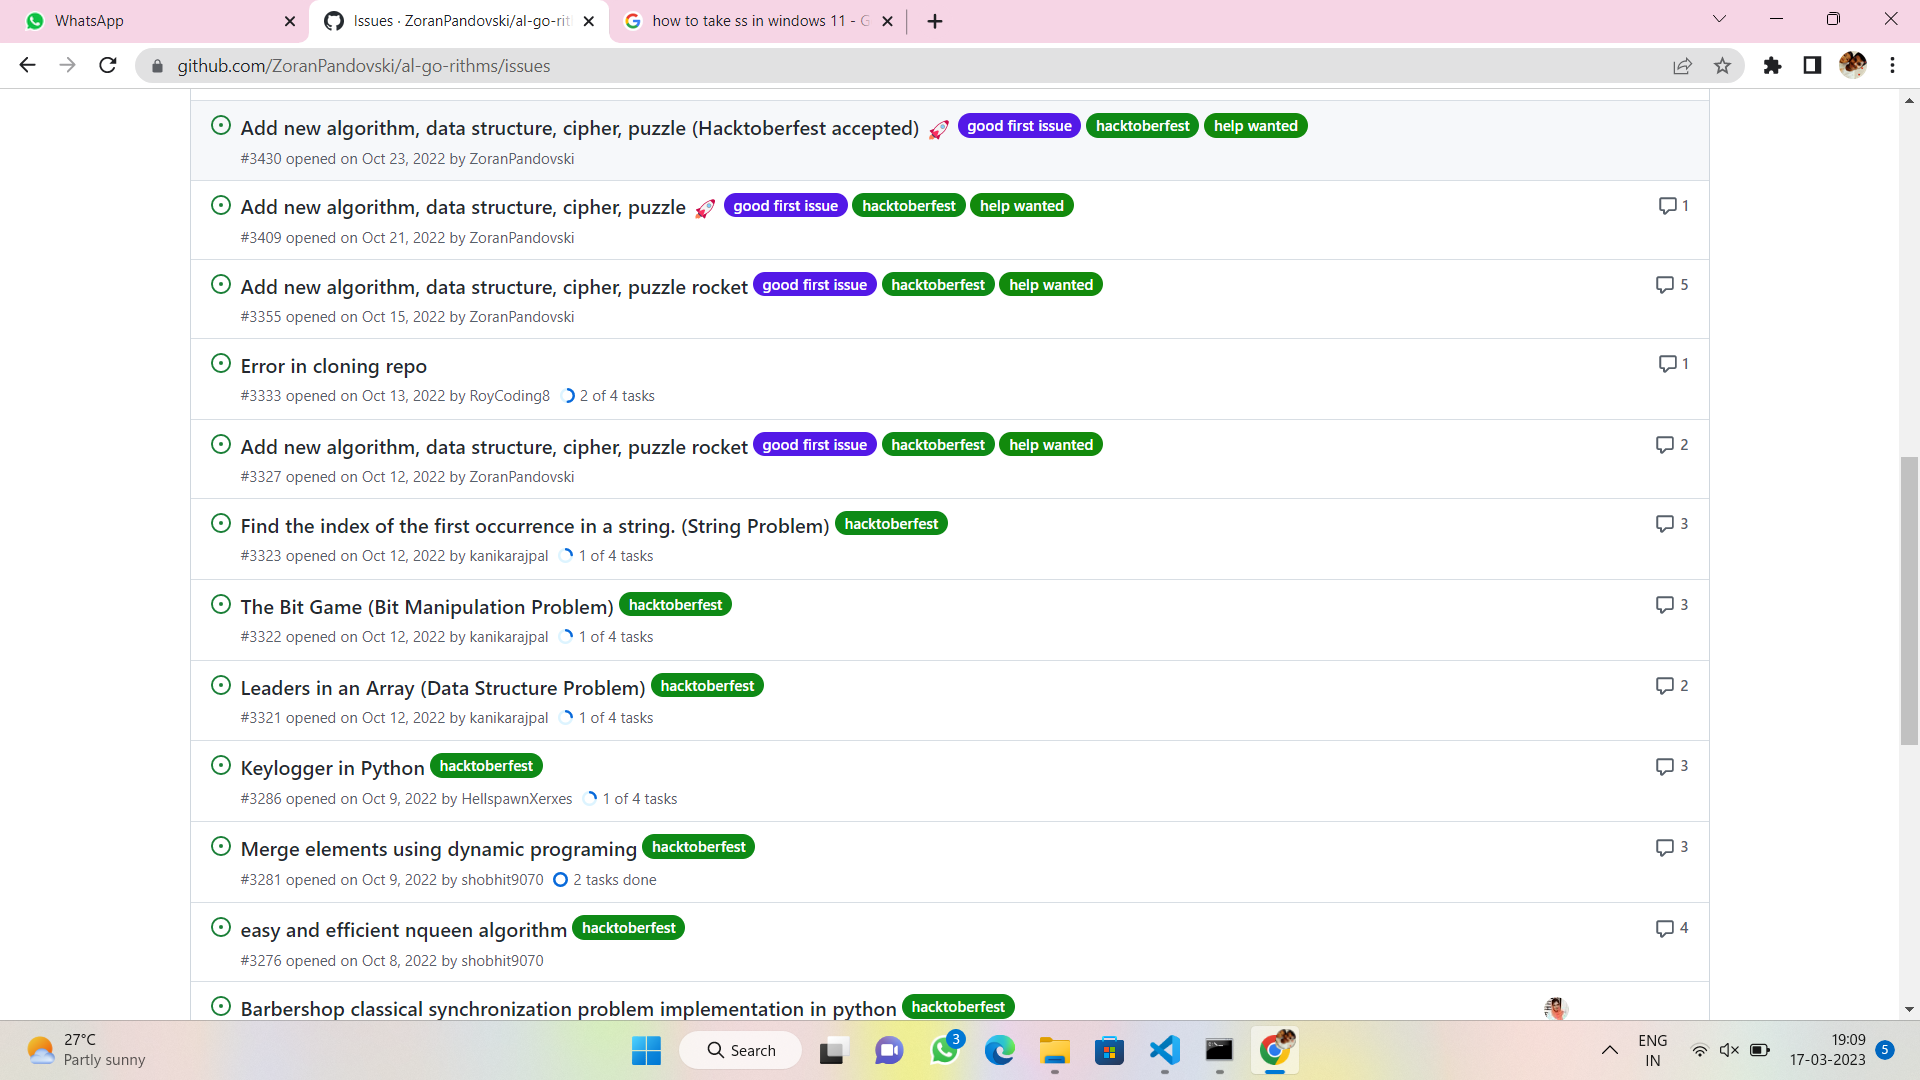 WhatsApp
Issues · ZoranPandovski/al-go-rit
how to take ss in windows 11 - G
github.com/ZoranPandovski/al-go-rithms/issues
Add new algorithm, data structure, cipher, puzzle (Hacktoberfest accepted) 🚀 good first issue hacktoberfest help wanted
#3430 opened on Oct 23, 2022 by ZoranPandovski
Add new algorithm, data structure, cipher, puzzle 🚀 good first issue hacktoberfest help wanted 1
#3409 opened on Oct 21, 2022 by ZoranPandovski
Add new algorithm, data structure, cipher, puzzle rocket good first issue hacktoberfest help wanted 5
#3355 opened on Oct 15, 2022 by ZoranPandovski
Error in cloning repo 1
#3333 opened on Oct 13, 2022 by RoyCoding8 2 of 4 tasks
Add new algorithm, data structure, cipher, puzzle rocket good first issue hacktoberfest help wanted 2
#3327 opened on Oct 12, 2022 by ZoranPandovski
Find the index of the first occurrence in a string. (String Problem) hacktoberfest 3
#3323 opened on Oct 12, 2022 by kanikarajpal 1 of 4 tasks
The Bit Game (Bit Manipulation Problem) hacktoberfest 3
#3322 opened on Oct 12, 2022 by kanikarajpal 1 of 4 tasks
Leaders in an Array (Data Structure Problem) hacktoberfest 2
#3321 opened on Oct 12, 2022 by kanikarajpal 1 of 4 tasks
Keylogger in Python hacktoberfest 3
#3286 opened on Oct 9, 2022 by HellspawnXerxes 1 of 4 tasks
Merge elements using dynamic programing hacktoberfest 3
#3281 opened on Oct 9, 2022 by shobhit9070 2 tasks done
easy and efficient nqueen algorithm hacktoberfest 4
#3276 opened on Oct 8, 2022 by shobhit9070
Barbershop classical synchronization problem implementation in python hacktoberfest
27°C
Partly sunny
Search
3
ENG
IN
19:09
17-03-2023
5